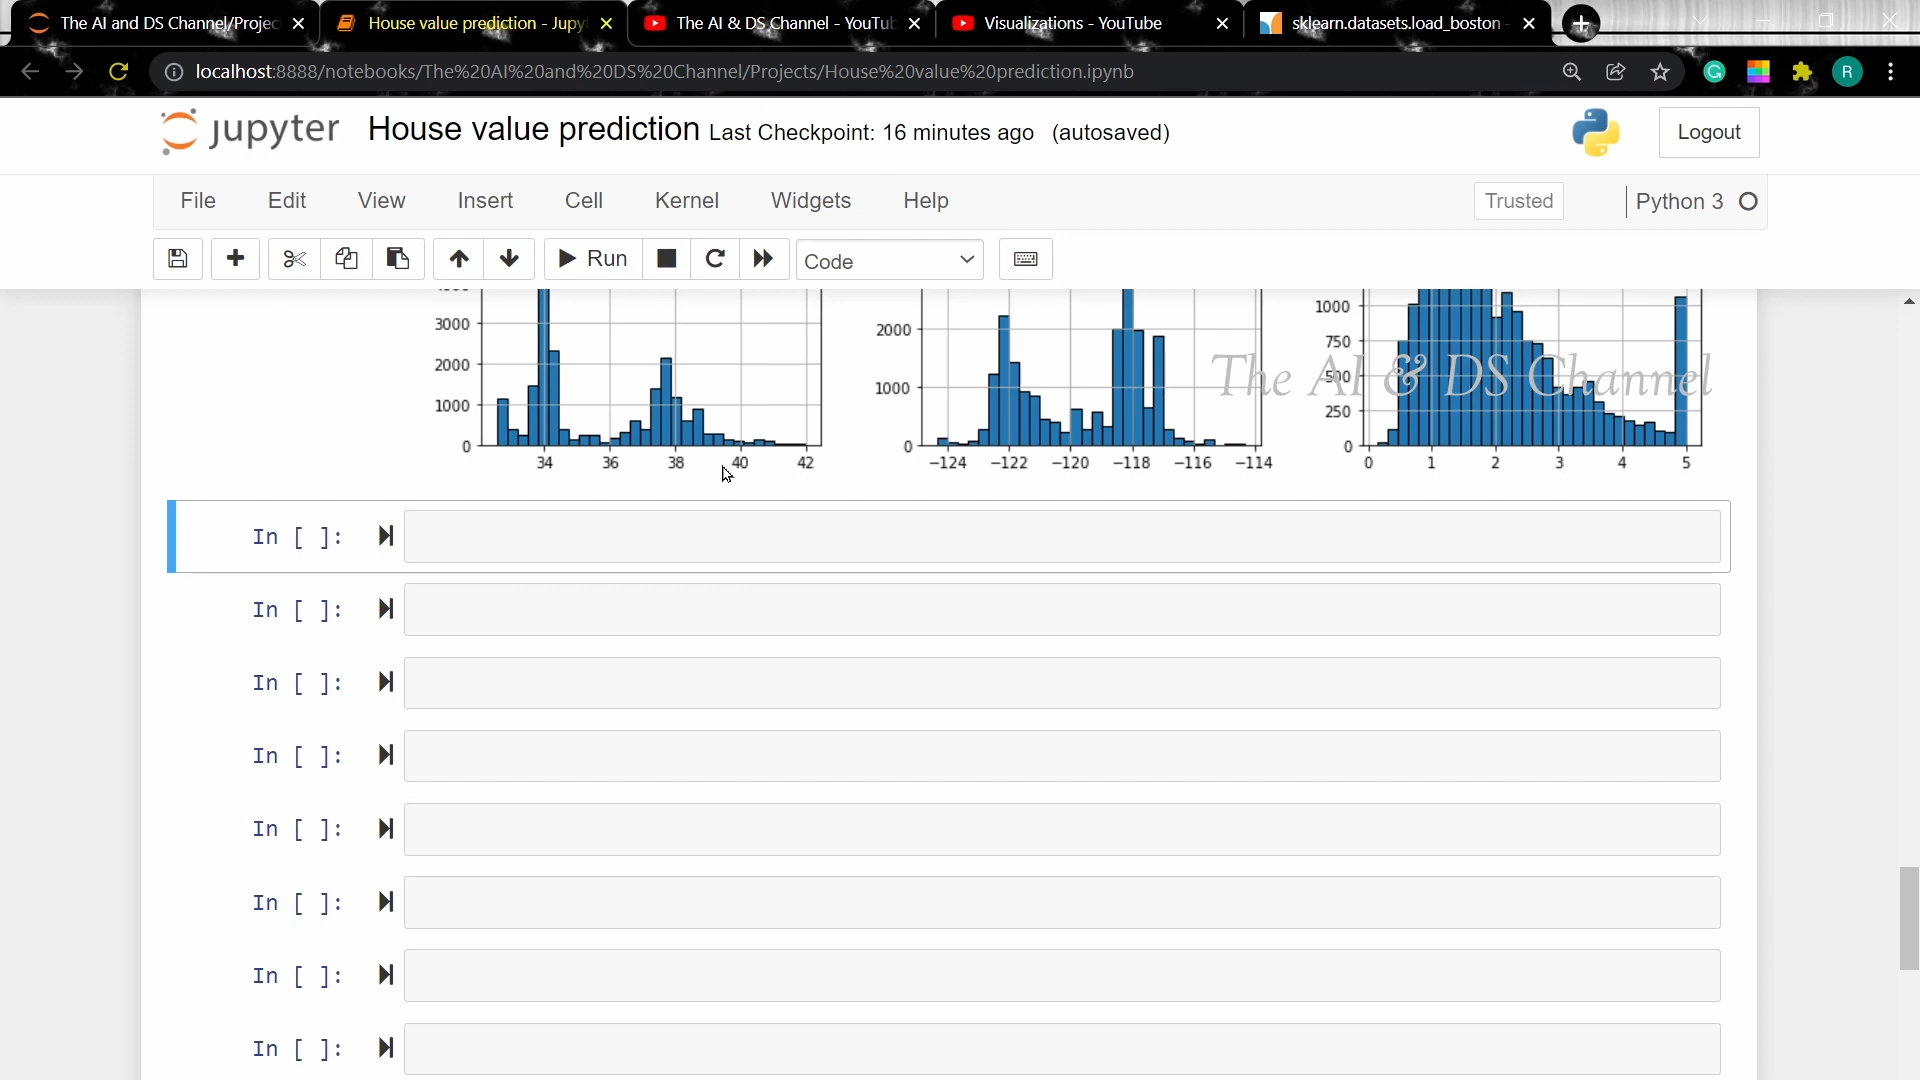 The AI and DS Channel/Projec
House value prediction - Jupy
The AI & DS Channel - YouTu
Visualizations - YouTube
sklearn.datasets.load_boston -
localhost:8888/notebooks/The%20AI%20and%20DS%20Channel/Projects/House%20value%20prediction.ipynb
R
jupyter House value prediction Last Checkpoint: 16 minutes ago (autosaved)
Logout
File Edit View Insert Cell Kernel Widgets Help
Trusted
Python 3
Run
Code
3000
2000
1000
0
34 36 38 40 42
2000
1000
0
−124 −122 −120 −118 −116 −114
1000
750
500
250
0
0 1 2 3 4 5
The AI & DS Channel
In [ ]:
In [ ]:
In [ ]:
In [ ]:
In [ ]:
In [ ]:
In [ ]:
In [ ]: